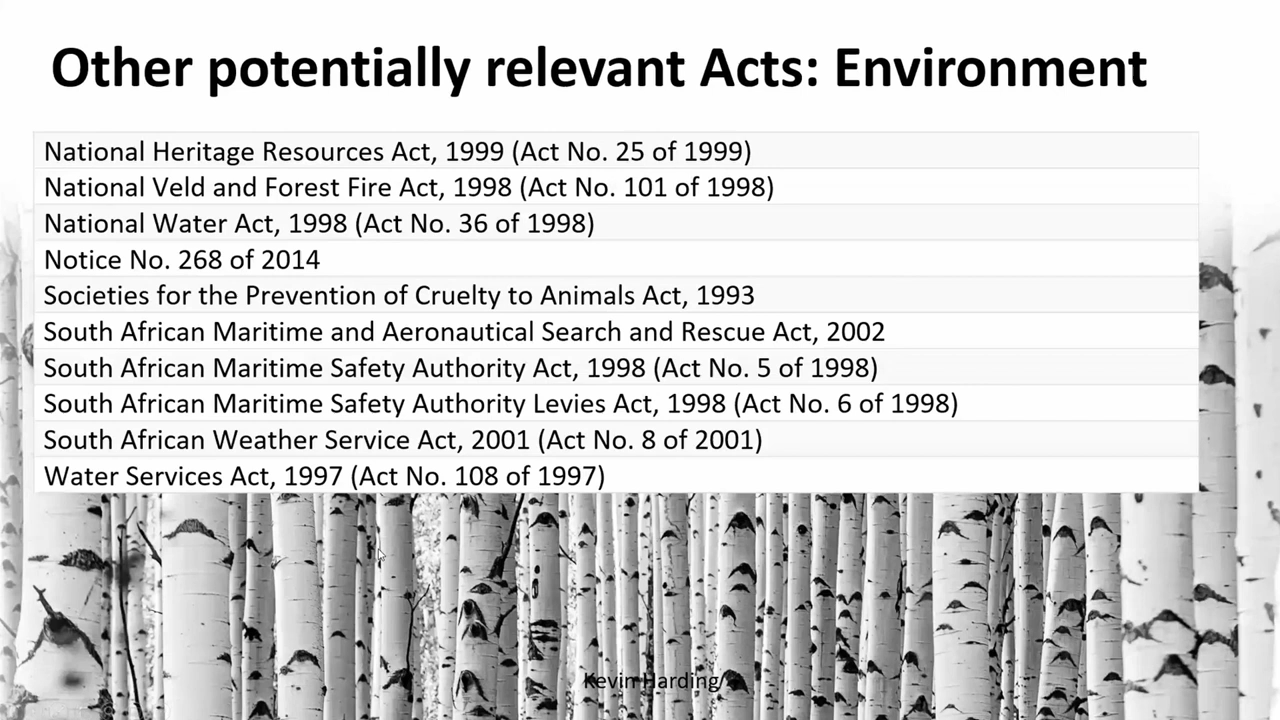 Other potentially relevant Acts: Environment
National Heritage Resources Act, 1999 (Act No. 25 of 1999)
National Veld and Forest Fire Act, 1998 (Act No. 101 of 1998)
National Water Act, 1998 (Act No. 36 of 1998)
Notice No. 268 of 2014
Societies for the Prevention of Cruelty to Animals Act, 1993
South African Maritime and Aeronautical Search and Rescue Act, 2002
South African Maritime Safety Authority Act, 1998 (Act No. 5 of 1998)
South African Maritime Safety Authority Levies Act, 1998 (Act No. 6 of 1998)
South African Weather Service Act, 2001 (Act No. 8 of 2001)
Water Services Act, 1997 (Act No. 108 of 1997)
Kevin Harding